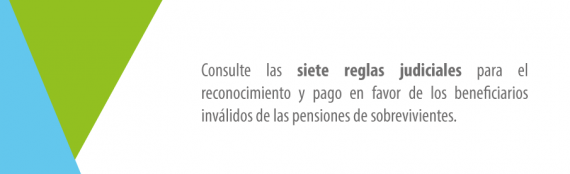 Consulte las siete reglas judiciales para el
reconocimiento y pago en favor de los beneficiarios
inválidos de las pensiones de sobrevivientes.